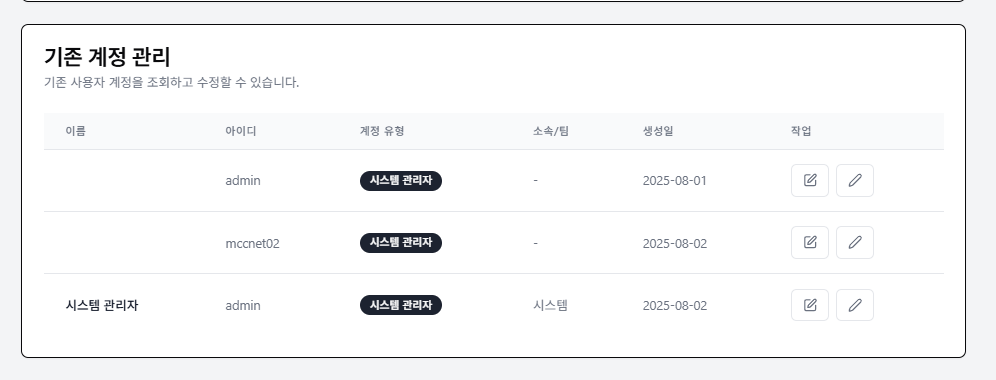 기존 계정 관리
기존 사용자 계정을 조회하고 수정할 수 있습니다.
이름 아이디 계정 유형 소속/팀 생성일 작업
admin 시스템 관리자 - 2025-08-01
mccnet02 시스템 관리자 - 2025-08-02
시스템 관리자 admin 시스템 관리자 시스템 2025-08-02